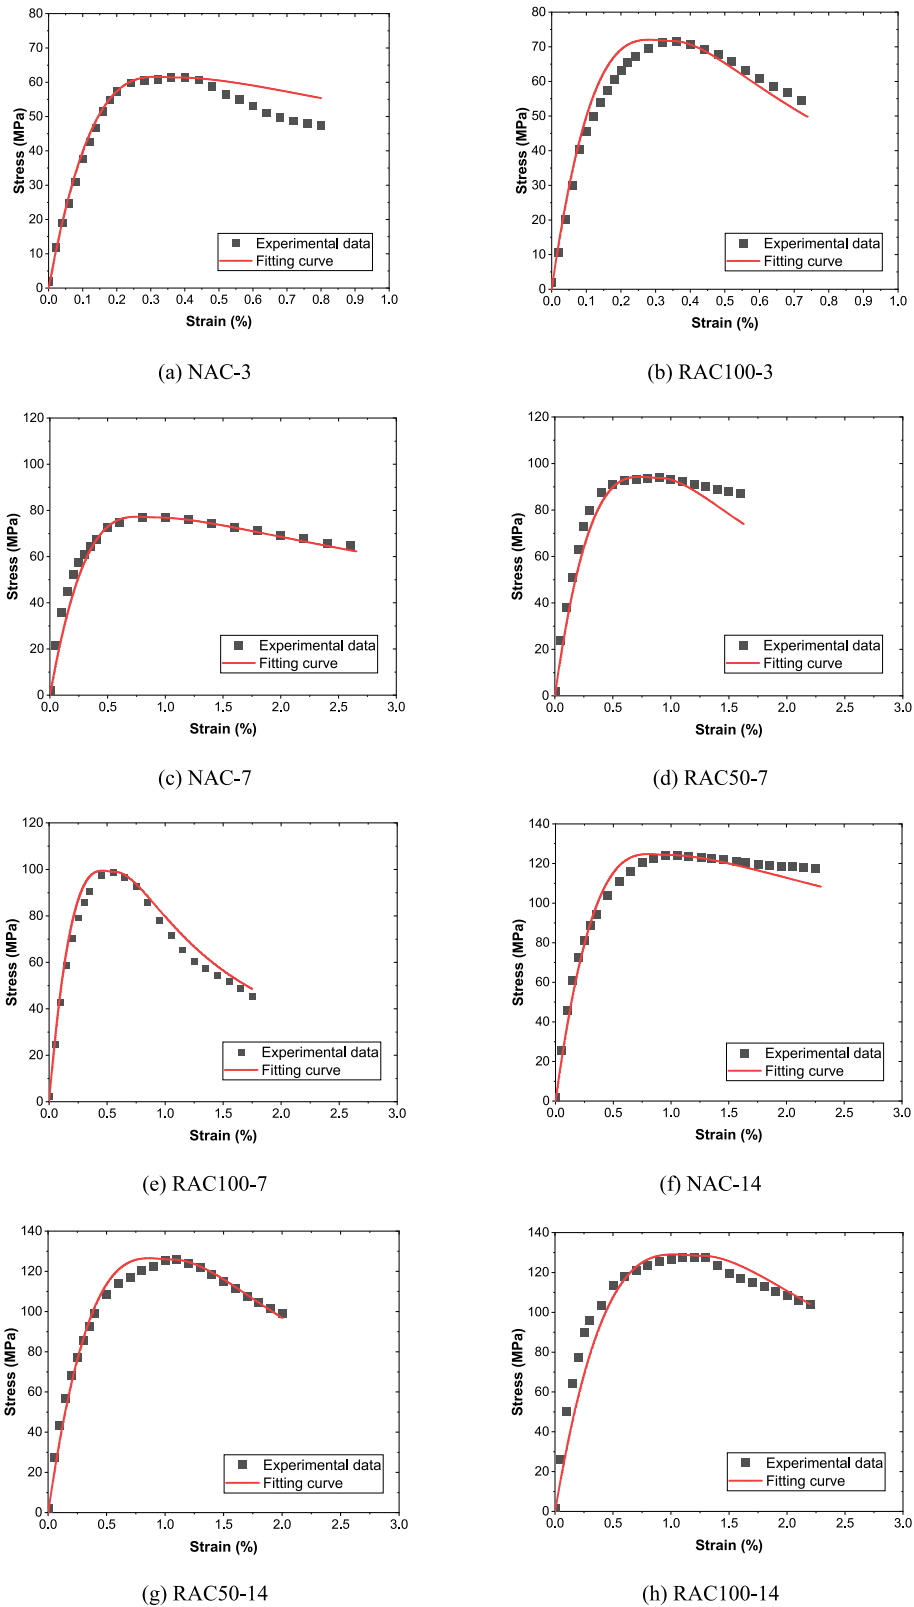 80
70
60
50
40
30
20
10
0
Stress (MPa)
Experimental data
Fitting curve
0.0 0.1 0.2 0.3 0.4 0.5 0.6 0.7 0.8 0.9 1.0
Strain (%)
(a) NAC-3
80
70
60
50
40
30
20
10
0
Stress (MPa)
Experimental data
Fitting curve
0.0 0.1 0.2 0.3 0.4 0.5 0.6 0.7 0.8 0.9 1.0
Strain (%)
(b) RAC100-3
120
100
80
60
40
20
0
Stress (MPa)
Experimental data
Fitting curve
0.0 0.5 1.0 1.5 2.0 2.5 3.0
Strain (%)
(c) NAC-7
120
100
80
60
40
20
0
Stress (MPa)
Experimental data
Fitting curve
0.0 0.5 1.0 1.5 2.0 2.5 3.0
Strain (%)
(d) RAC50-7
120
100
80
60
40
20
0
Stress (MPa)
Experimental data
Fitting curve
0.0 0.5 1.0 1.5 2.0 2.5 3.0
Strain (%)
(e) RAC100-7
140
120
100
80
60
40
20
0
Stress (MPa)
Experimental data
Fitting curve
0.0 0.5 1.0 1.5 2.0 2.5 3.0
Strain (%)
(f) NAC-14
140
120
100
80
60
40
20
0
Stress (MPa)
Experimental data
Fitting curve
0.0 0.5 1.0 1.5 2.0 2.5 3.0
Strain (%)
(g) RAC50-14
140
120
100
80
60
40
20
0
Stress (MPa)
Experimental data
Fitting curve
0.0 0.5 1.0 1.5 2.0 2.5 3.0
Strain (%)
(h) RAC100-14